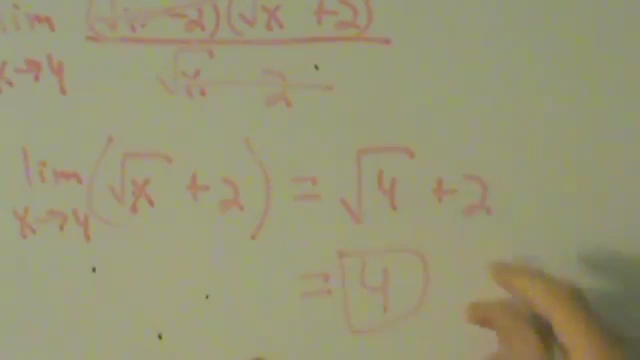 lim (√x - 2)(√x + 2)
x→4 √x - 2
lim (√x + 2) = √4 + 2
x→4
= 4